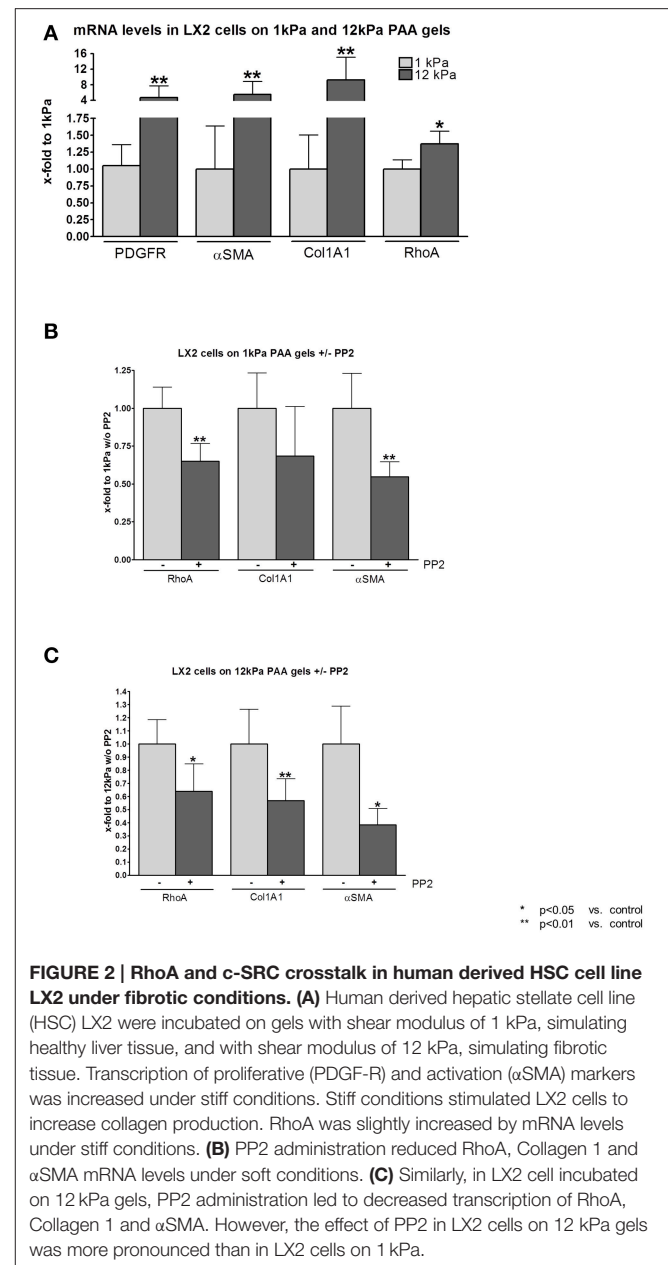 A mRNA levels in LX2 cells on 1kPa and 12kPa PAA gels
x-fold to 1kPa
16
8
4
1.75
1.50
1.25
1.00
0.75
0.50
0.25
0.00
** ** ** *
1 kPa
12 kPa
PDGFR αSMA Col1A1 RhoA
B
LX2 cells on 1kPa PAA gels +/- PP2
x-fold to 1kPa w/o PP2
1.25
1.00
0.75
0.50
0.25
0.00
** **
- + - + - + PP2
RhoA Col1A1 αSMA
C
LX2 cells on 12kPa PAA gels +/- PP2
x-fold to 12kPa w/o PP2
1.4
1.3
1.2
1.1
1.0
0.9
0.8
0.7
0.6
0.5
0.4
0.3
0.2
0.1
0.0
* ** *
- + - + - + PP2
RhoA Col1A1 αSMA
* p<0.05 vs. control
** p<0.01 vs. control
FIGURE 2 | RhoA and c-SRC crosstalk in human derived HSC cell line
LX2 under fibrotic conditions. (A) Human derived hepatic stellate cell line
(HSC) LX2 were incubated on gels with shear modulus of 1 kPa, simulating
healthy liver tissue, and with shear modulus of 12 kPa, simulating fibrotic
tissue. Transcription of proliferative (PDGF-R) and activation (αSMA) markers
was increased under stiff conditions. Stiff conditions stimulated LX2 cells to
increase collagen production. RhoA was slightly increased by mRNA levels
under stiff conditions. (B) PP2 administration reduced RhoA, Collagen 1 and
αSMA mRNA levels under soft conditions. (C) Similarly, in LX2 cell incubated
on 12 kPa gels, PP2 administration led to decreased transcription of RhoA,
Collagen 1 and αSMA. However, the effect of PP2 in LX2 cells on 12 kPa gels
was more pronounced than in LX2 cells on 1 kPa.